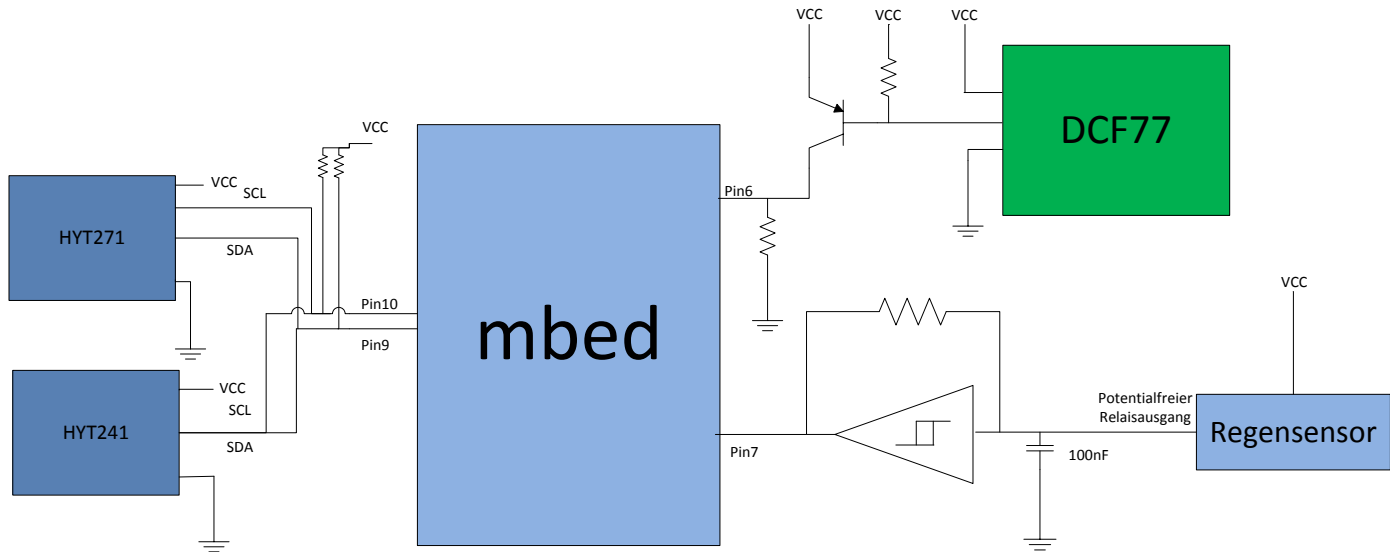 VCC
VCC
VCC
DCF77
VCC
HYT271
VCC
SCL
SDA
Pin10
Pin9
mbed
Pin6
VCC
HYT241
VCC
SCL
SDA
Pin7
100nF
Potentialfreier
Relaisausgang
Regensensor